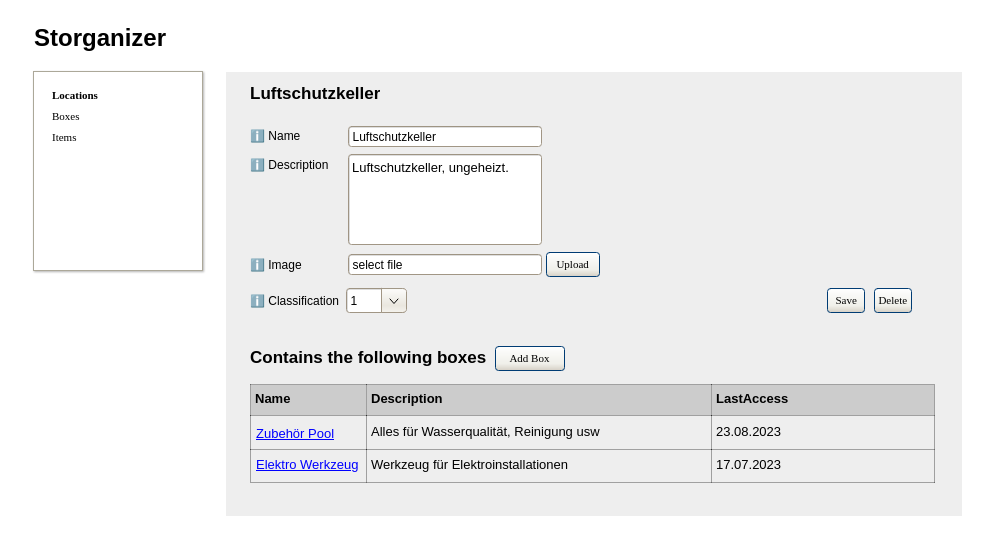 Storganizer
Locations
Boxes
Items
Luftschutzkeller
Name Luftschutzkeller
Description Luftschutzkeller, ungeheizt.
Image select file Upload
Classification 1 Save Delete
Contains the following boxes Add Box
Name Description LastAccess
Zubehör Pool Alles für Wasserqualität, Reinigung usw 23.08.2023
Elektro Werkzeug Werkzeug für Elektroinstallationen 17.07.2023